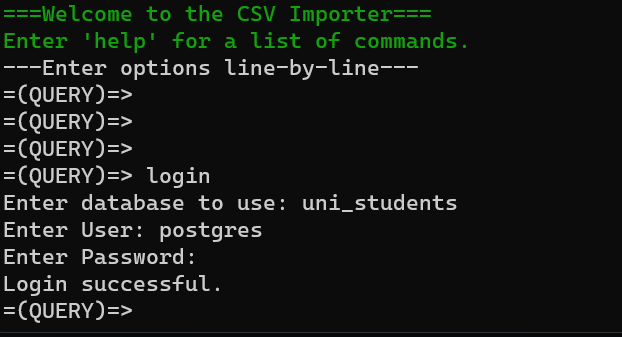 ===Welcome to the CSV Importer===
Enter 'help' for a list of commands.
---Enter options line-by-line---
=(QUERY)=>
=(QUERY)=>
=(QUERY)=>
=(QUERY)=> login
Enter database to use: uni_students
Enter User: postgres
Enter Password:
Login successful.
=(QUERY)=>